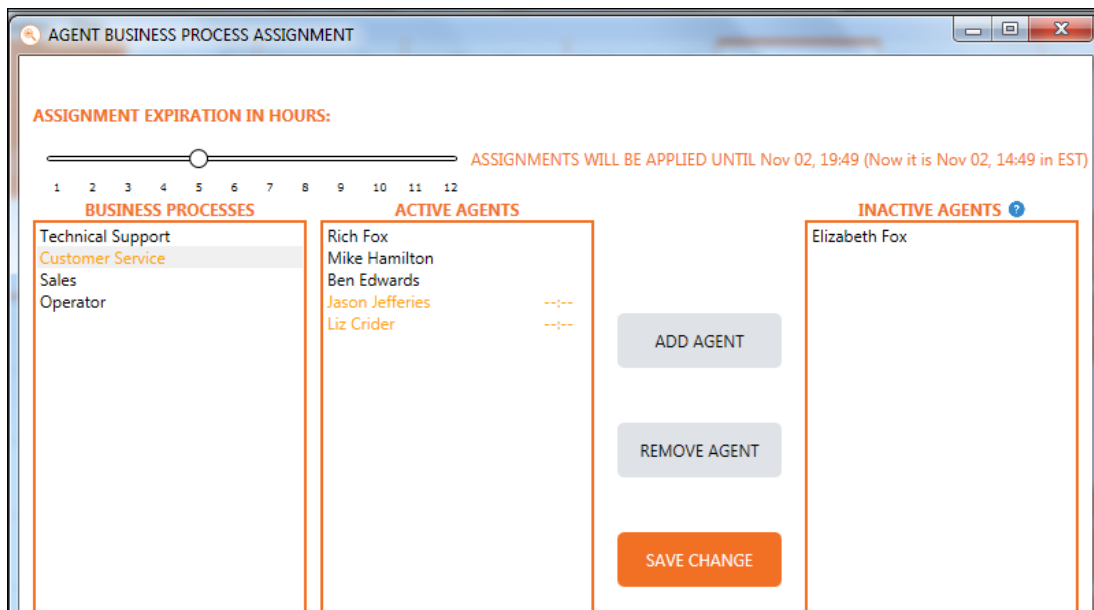 AGENT BUSINESS PROCESS ASSIGNMENT
ASSIGNMENT EXPIRATION IN HOURS:
ASSIGNMENTS WILL BE APPLIED UNTIL Nov 02, 19:49 (Now it is Nov 02, 14:49 in EST)
1 2 3 4 5 6 7 8 9 10 11 12
BUSINESS PROCESSES
Technical Support
Customer Service
Sales
Operator
ACTIVE AGENTS
Rich Fox
Mike Hamilton
Ben Edwards
Jason Jefferies --:--
Liz Crider --:--
ADD AGENT
REMOVE AGENT
SAVE CHANGE
INACTIVE AGENTS ?
Elizabeth Fox